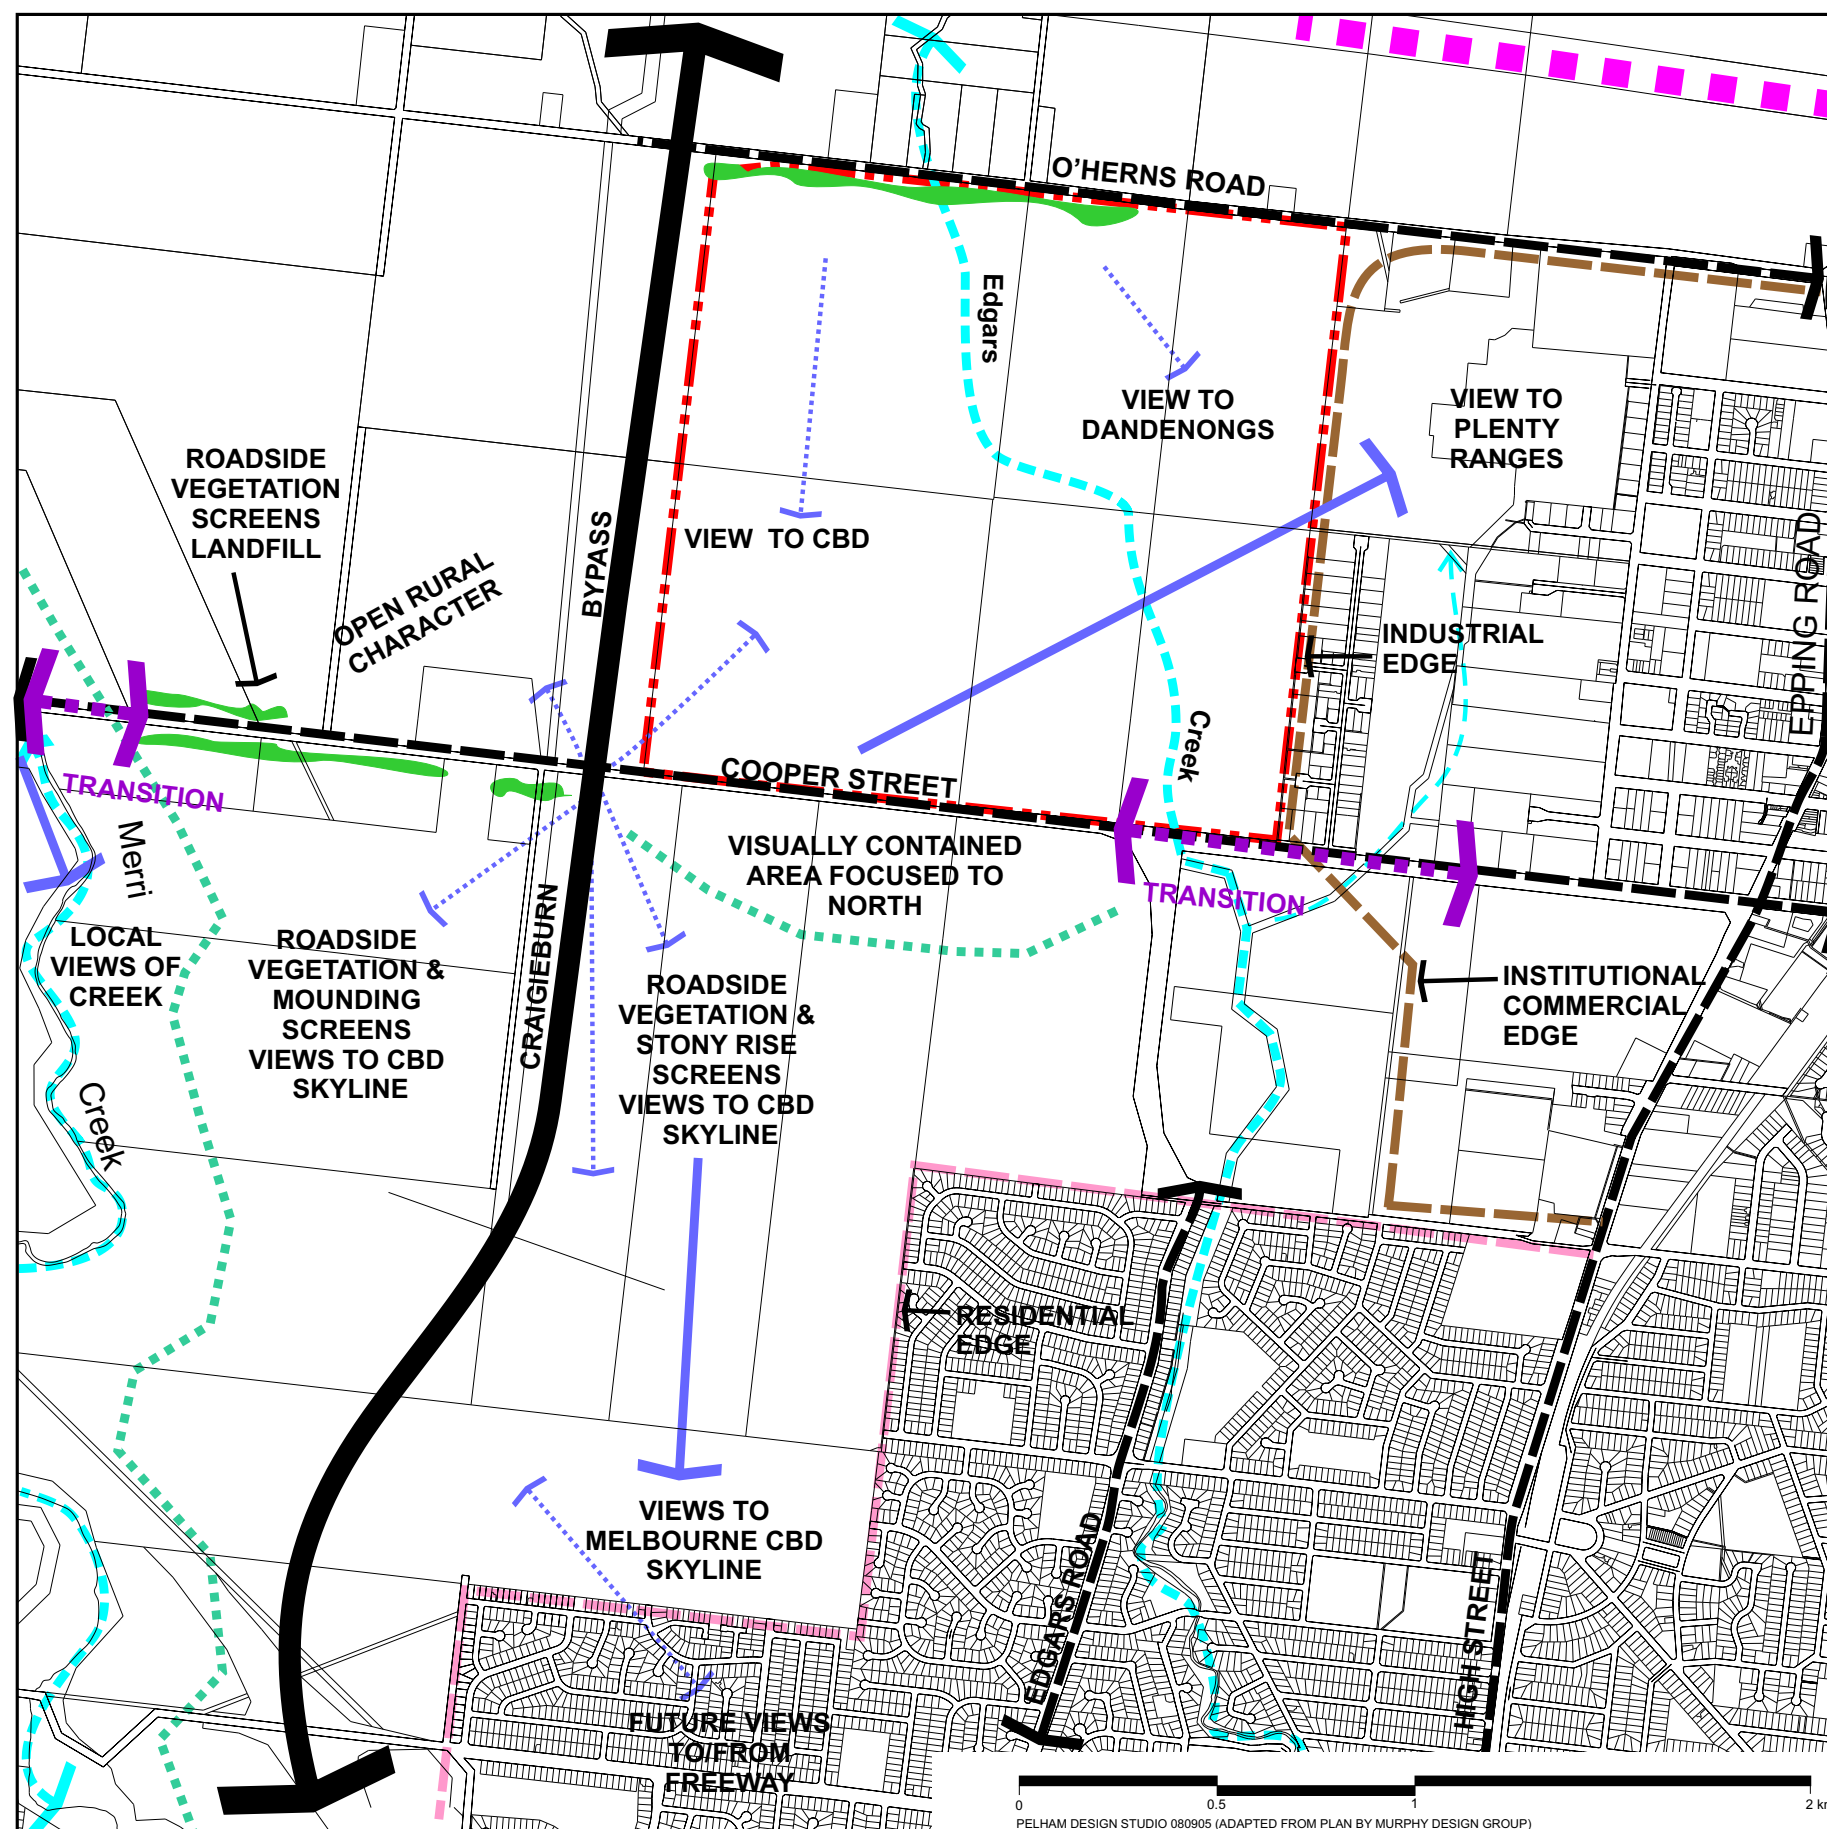 O'HERNS ROAD
Edgars
VIEW TO
DANDENONGS
VIEW TO
PLENTY
RANGES
ROADSIDE
VEGETATION
SCREENS
LANDFILL
OPEN RURAL
CHARACTER
BYPASS
VIEW TO CBD
EPPING ROAD
INDUSTRIAL
EDGE
Creek
COOPER STREET
TRANSITION
Merri
VISUALLY CONTAINED
AREA FOCUSED TO
NORTH
TRANSITION
LOCAL
VIEWS OF
CREEK
ROADSIDE
VEGETATION &
MOUNDING
SCREENS
VIEWS TO CBD
SKYLINE
CRAIGIEBURN
ROADSIDE
VEGETATION &
STONY RISE
SCREENS
VIEWS TO CBD
SKYLINE
INSTITUTIONAL
COMMERCIAL
EDGE
Creek
RESIDENTIAL
EDGE
VIEWS TO
MELBOURNE CBD
SKYLINE
EDGARS ROAD
HIGH STREET
FUTURE VIEWS
TO/FROM
FREEWAY
0 0.5 1 2 km
PELHAM DESIGN STUDIO 080905 (ADAPTED FROM PLAN BY MURPHY DESIGN GROUP)